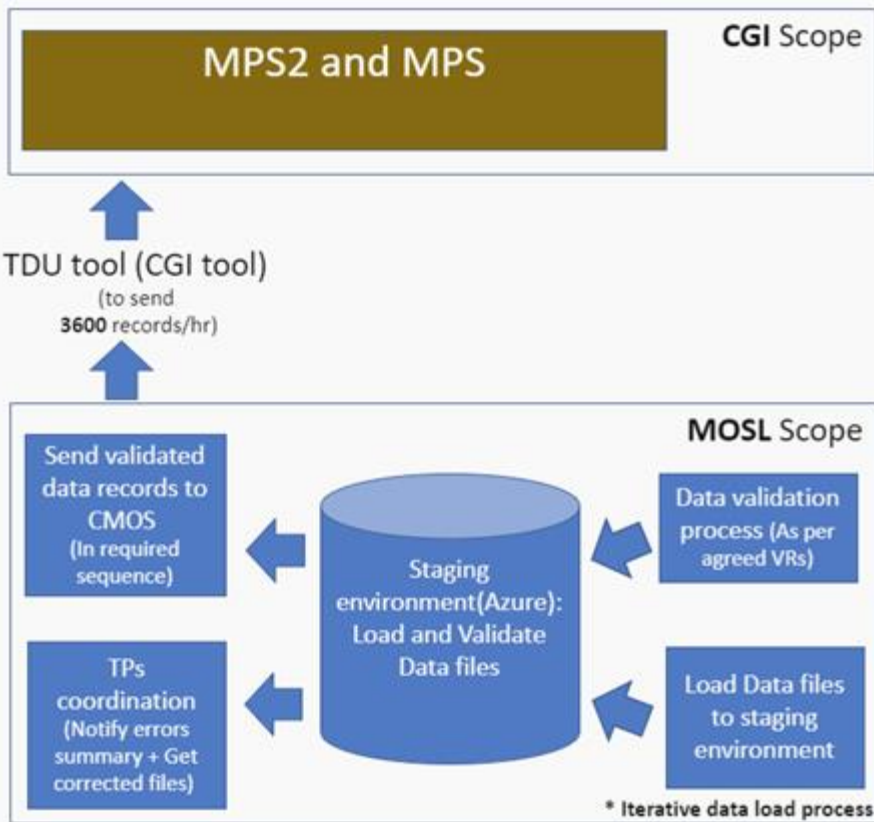 CGI Scope
MPS2 and MPS
TDU tool (CGI tool)
(to send
3600 records/hr)
MOSL Scope
Send validated
data records to
CMOS
(In required
sequence)
Staging
environment(Azure):
Load and Validate
Data files
Data validation
process (As per
agreed VRs)
TPs
coordination
(Notify errors
summary + Get
corrected files)
Load Data files
to staging
environment
* Iterative data load process